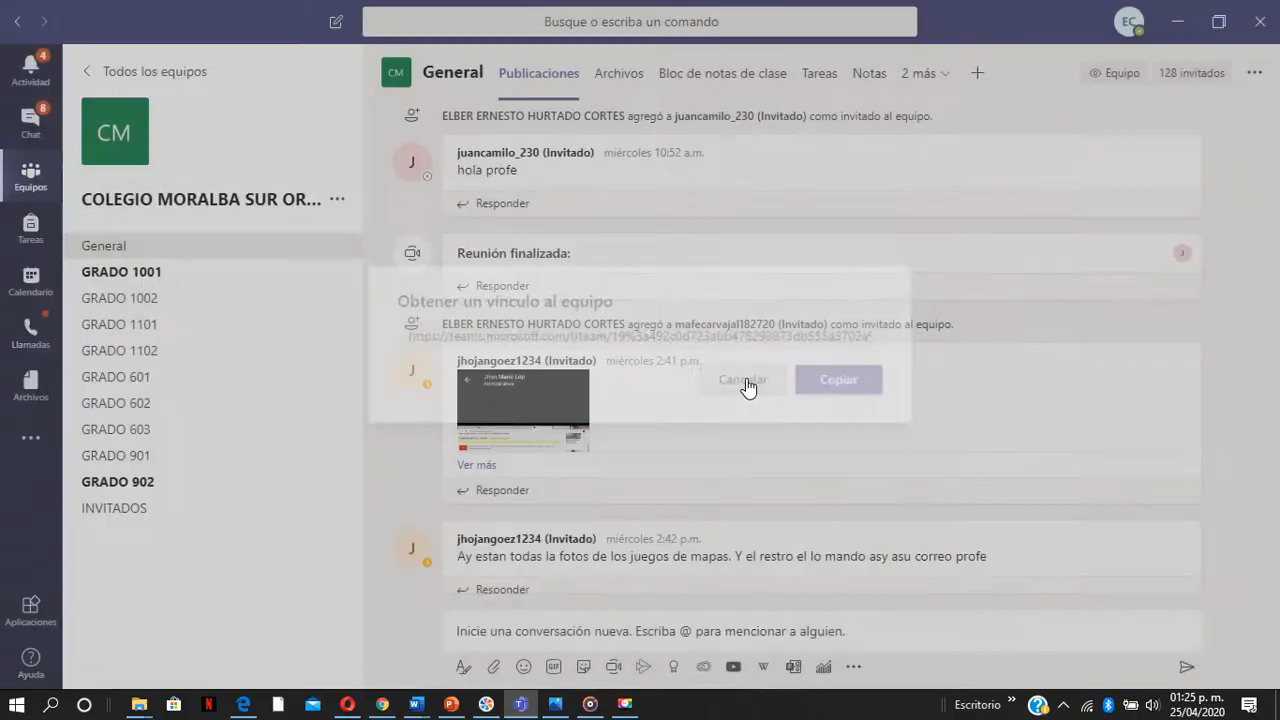 Busque o escriba un comando
EC
4
Actividad
8
Chat
Equipos
Tareas
Calendario
Llamadas
Archivos
Aplicaciones
Ayuda
Todos los equipos
CM
COLEGIO MORALBA SUR OR...
General
GRADO 1001
GRADO 1002
GRADO 1101
GRADO 1102
GRADO 601
GRADO 602
GRADO 603
GRADO 901
GRADO 902
INVITADOS
CM General Publicaciones Archivos Bloc de notas de clase Tareas Notas 2 más Equipo 128 invitados
ELBER ERNESTO HURTADO CORTES agregó a juancamilo_230 (Invitado) como invitado al equipo.
J juancamilo_230 (Invitado) miércoles 10:52 a.m.
hola profe
Responder
Reunión finalizada: J
Responder
Obtener un vínculo al equipo
ELBER ERNESTO HURTADO CORTES agregó a mafecarvajal182720 (Invitado) como invitado al equipo.
J jhojangoez1234 (Invitado) miércoles 2:41 p.m.
Cancelar Copiar
Ver más
Responder
J jhojangoez1234 (Invitado) miércoles 2:42 p.m.
Ay estan todas la fotos de los juegos de mapas. Y el restro el lo mando asy asu correo profe
Responder
Inicie una conversación nueva. Escriba @ para mencionar a alguien.
GIF
Escritorio
01:25 p. m.
25/04/2020